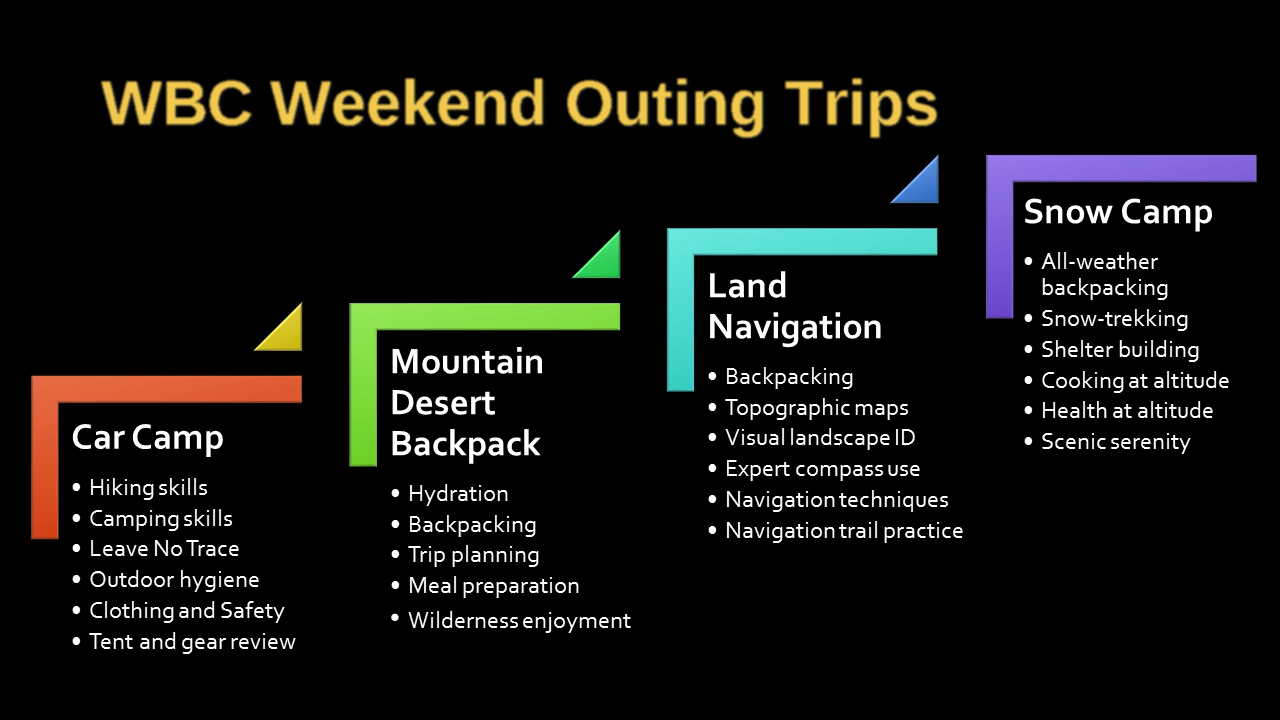 WBC Weekend Outing Trips
Car Camp
• Hiking skills
• Camping skills
• Leave No Trace
• Outdoor hygiene
• Clothing and Safety
• Tent and gear review
Mountain
Desert
Backpack
• Hydration
• Backpacking
• Trip planning
• Meal preparation
• Wilderness enjoyment
Land
Navigation
• Backpacking
• Topographic maps
• Visual landscape ID
• Expert compass use
• Navigation techniques
• Navigation trail practice
Snow Camp
• All-weather
backpacking
• Snow-trekking
• Shelter building
• Cooking at altitude
• Health at altitude
• Scenic serenity